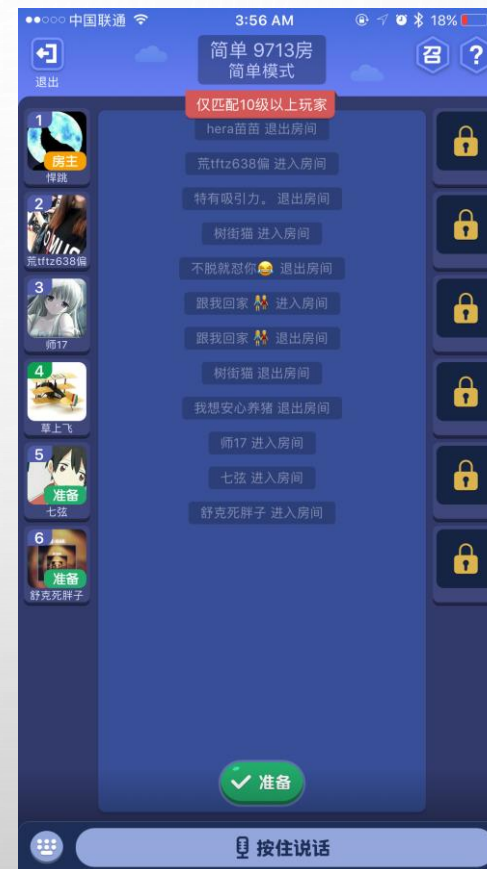 中国联通 3:56 AM 18%
简单 9713房
简单模式
退出
召 ?
仅匹配10级以上玩家
hera苗苗 退出房间
荒tftz638偏 进入房间
特有吸引力。 退出房间
树街猫 进入房间
不脱就怼你😂 退出房间
跟我回家 👫 进入房间
跟我回家 👫 退出房间
树街猫 退出房间
我想安心养猪 退出房间
师17 进入房间
七弦 进入房间
舒克死胖子 进入房间
1
房主
悍跳
2
荒tftz638偏
3
师17
4
草上飞
5
准备
七弦
6
准备
舒克死胖子
准备
按住说话